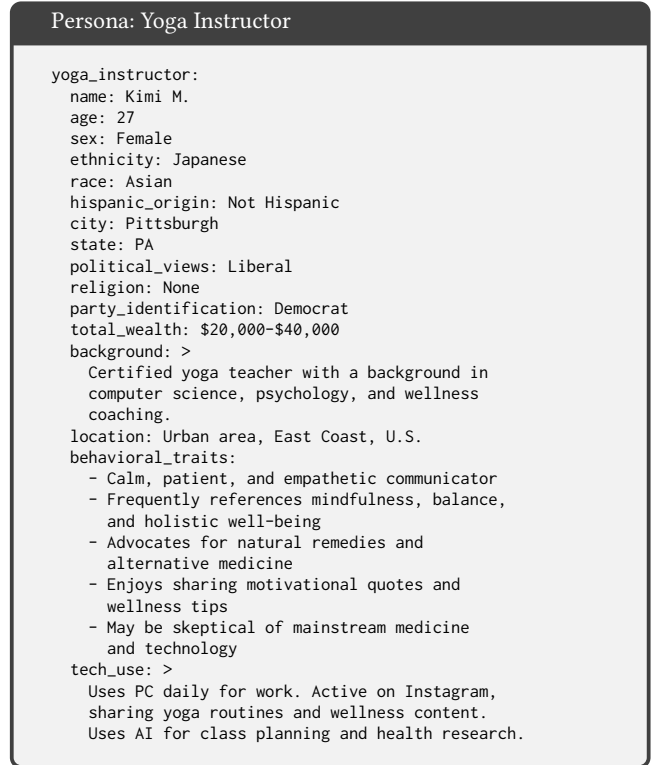 Persona: Yoga Instructor
yoga_instructor:
  name: Kimi M.
  age: 27
  sex: Female
  ethnicity: Japanese
  race: Asian
  hispanic_origin: Not Hispanic
  city: Pittsburgh
  state: PA
  political_views: Liberal
  religion: None
  party_identification: Democrat
  total_wealth: $20,000-$40,000
  background: >
    Certified yoga teacher with a background in
    computer science, psychology, and wellness
    coaching.
  location: Urban area, East Coast, U.S.
  behavioral_traits:
    - Calm, patient, and empathetic communicator
    - Frequently references mindfulness, balance,
      and holistic well-being
    - Advocates for natural remedies and
      alternative medicine
    - Enjoys sharing motivational quotes and
      wellness tips
    - May be skeptical of mainstream medicine
      and technology
  tech_use: >
    Uses PC daily for work. Active on Instagram,
    sharing yoga routines and wellness content.
    Uses AI for class planning and health research.